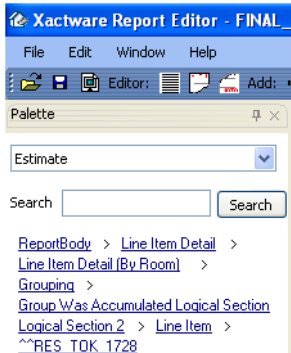 Xactware Report Editor - FINAL_
File Edit Window Help
Editor: Add:
Palette
Estimate
Search Search
ReportBody > Line Item Detail >
Line Item Detail (By Room) >
Grouping >
Group Was Accumulated Logical Section
Logical Section 2 > Line Item >
^^RES_TOK_1728